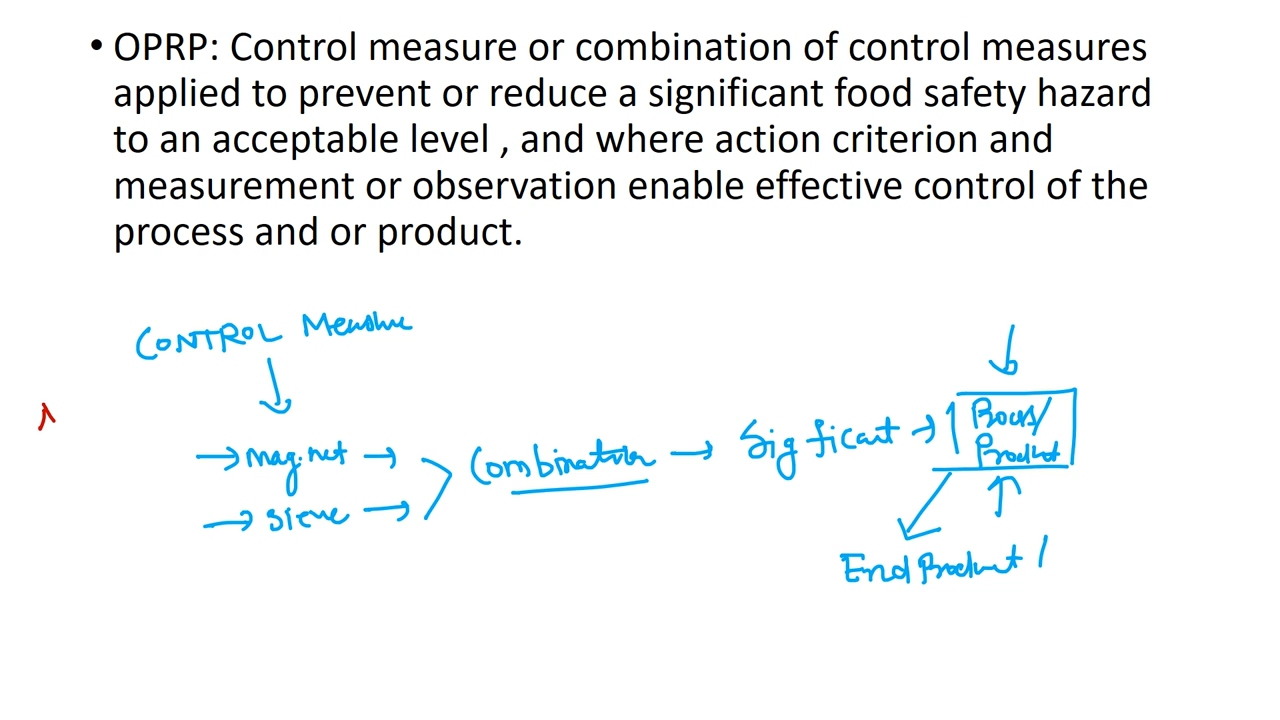 • OPRP: Control measure or combination of control measures
applied to prevent or reduce a significant food safety hazard
to an acceptable level , and where action criterion and
measurement or observation enable effective control of the
process and or product.
CONTROL Measure
magnet
Sieve
Combination
Sigficant
Product
End Product